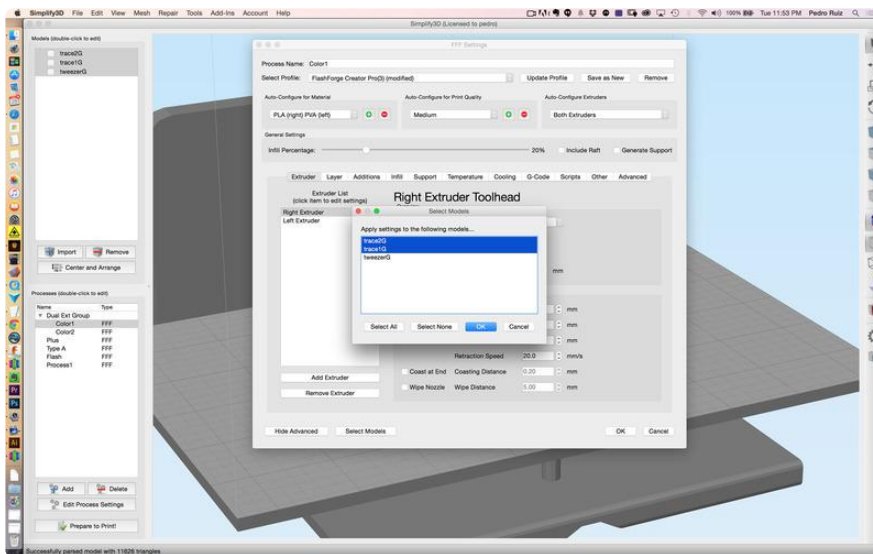 Simplify3D File Edit View Mesh Repair Tools Add-Ins Account Help
100% Tue 11:53 PM Pedro Ruiz
Simplify3D (Licensed to pedro)
Models (double-click to edit)
trace2G
trace1G
tweezerG
Import Remove
Center and Arrange
Processes (double-click to edit)
Name Type
Dual Ext Group
Color1 FFF
Color2 FFF
Plus FFF
Type A FFF
Flash FFF
Process1 FFF
Add Delete
Edit Process Settings
Prepare to Print!
Successfully parsed model with 11826 triangles
FFF Settings
Process Name: Color1
Select Profile: FlashForge Creator Pro(3) (modified) Update Profile Save as New Remove
Auto-Configure for Material Auto-Configure for Print Quality Auto-Configure Extruders
PLA (right) PVA (left) Medium Both Extruders
General Settings
Infill Percentage: 20% Include Raft Generate Support
Extruder Layer Additions Infill Support Temperature Cooling G-Code Scripts Other Advanced
Extruder List
(click item to edit settings)
Right Extruder Toolhead
Right Extruder
Left Extruder
Select Models
Apply settings to the following models...
trace2G
trace1G
tweezerG
Select All Select None OK Cancel
mm
mm
mm
mm
Retraction Speed 20.0 mm/s
Coast at End Coasting Distance 0.20 mm
Wipe Nozzle Wipe Distance 5.00 mm
Add Extruder
Remove Extruder
Hide Advanced Select Models OK Cancel